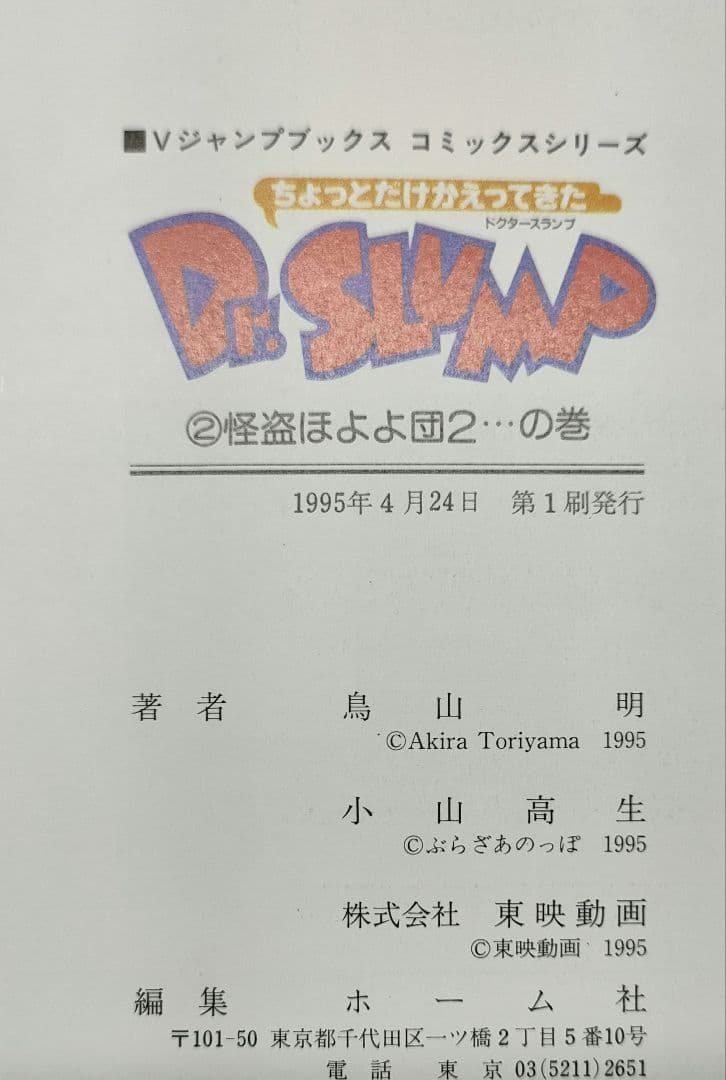 ■Vジャンプブックス コミックスシリーズ
ちょっとだけかえってきた
ドクタースランプ
Dr.SLUMP
②怪盗ほよよ団2…の巻
1995年4月24日 第1刷発行
著者 鳥山明
©Akira Toriyama 1995
小山高生
©ぶらざあのっぽ 1995
株式会社 東映動画
©東映動画 1995
編集 ホーム社
〒101-50 東京都千代田区一ツ橋2丁目5番10号
電話 東京 03(5211)2651